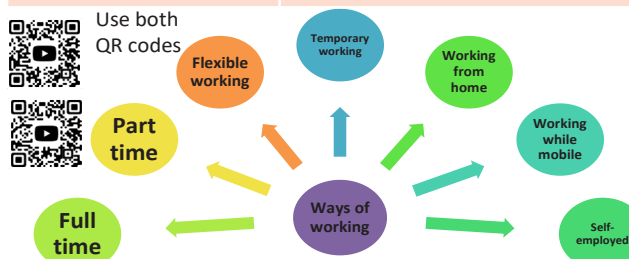 Use both
QR codes
Temporary
working
Flexible
working
Working
from
home
Part
time
Working
while
mobile
Full
time
Ways of
working
Self-
employed